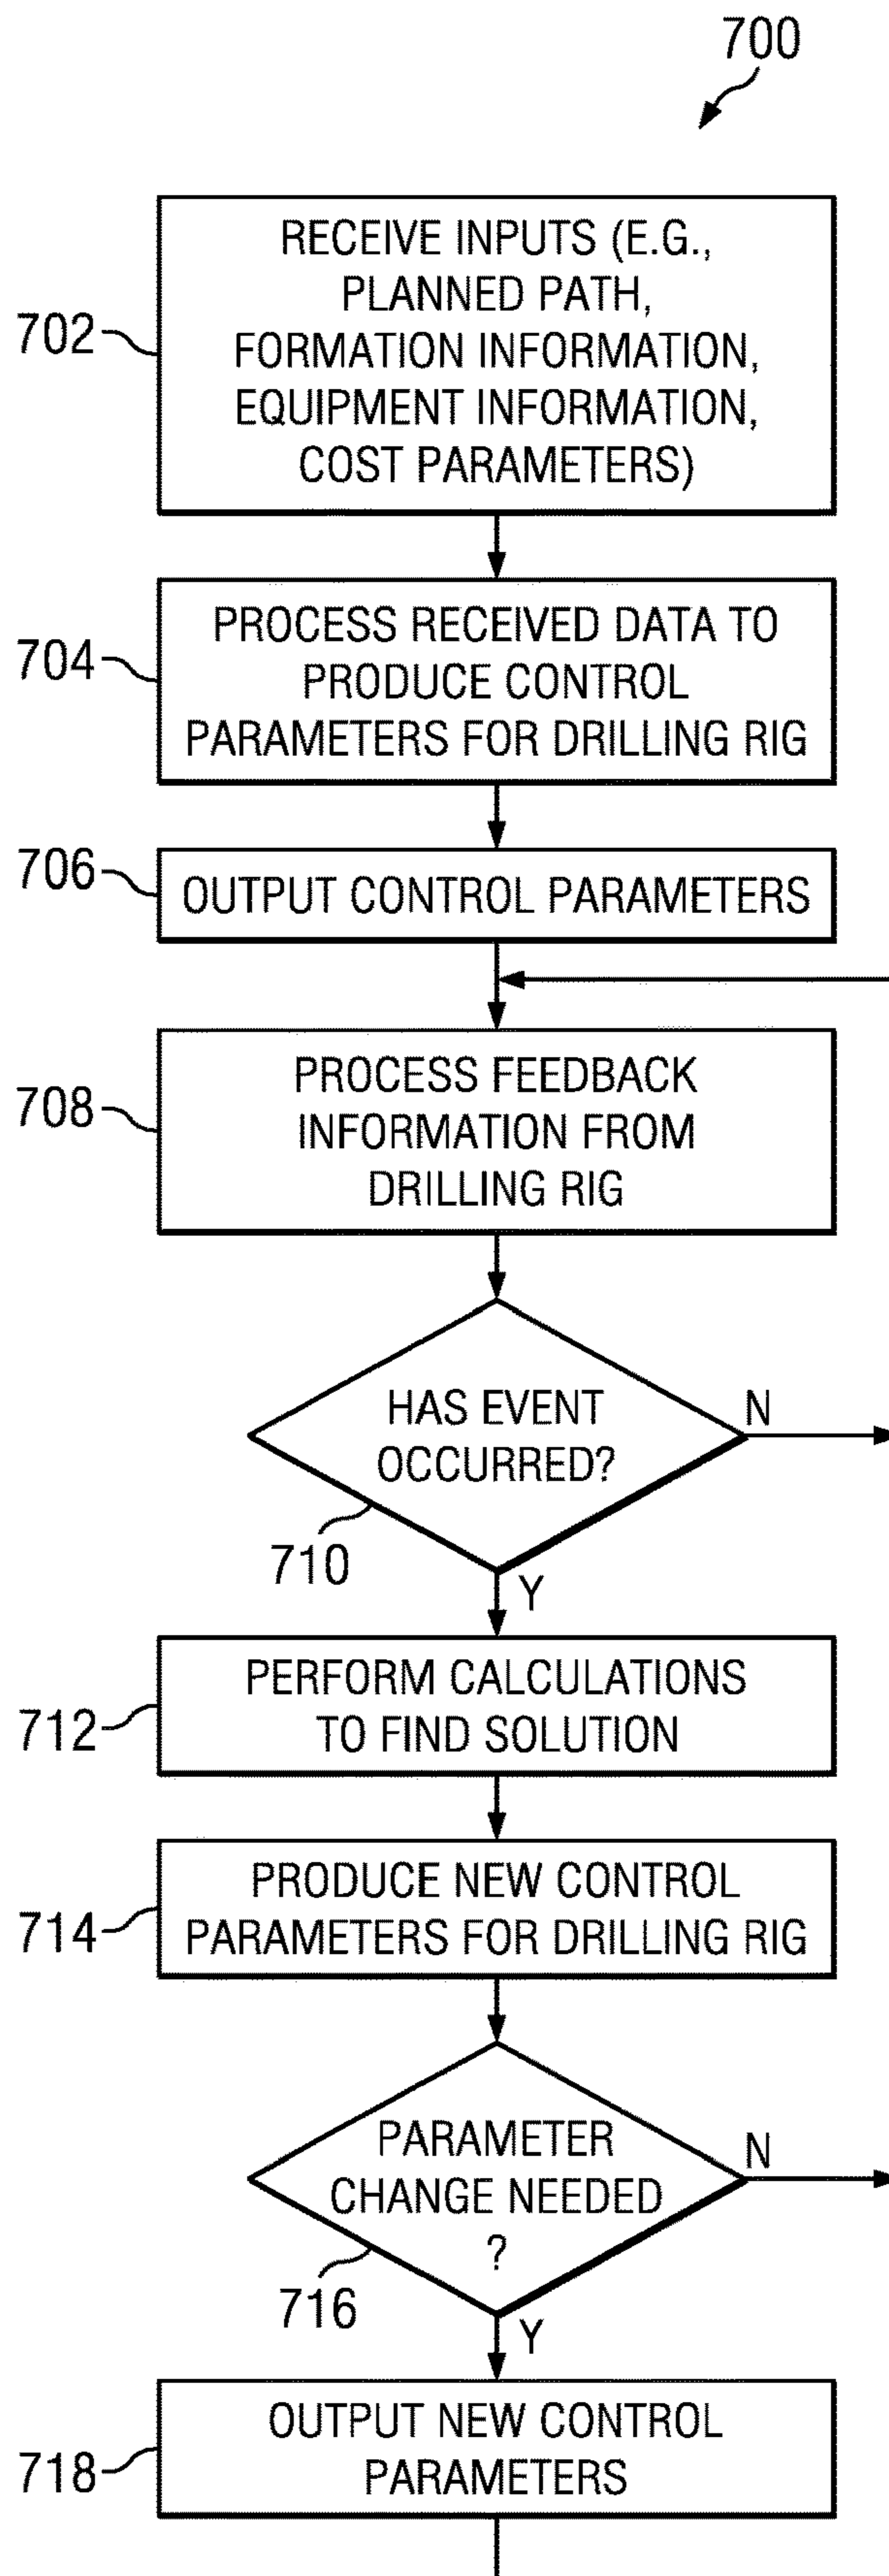 700
702
RECEIVE INPUTS (E.G.,
PLANNED PATH,
FORMATION INFORMATION,
EQUIPMENT INFORMATION,
COST PARAMETERS)
704
PROCESS RECEIVED DATA TO
PRODUCE CONTROL
PARAMETERS FOR DRILLING RIG
706
OUTPUT CONTROL PARAMETERS
708
PROCESS FEEDBACK
INFORMATION FROM
DRILLING RIG
HAS EVENT
OCCURRED?
N
710
Y
712
PERFORM CALCULATIONS
TO FIND SOLUTION
714
PRODUCE NEW CONTROL
PARAMETERS FOR DRILLING RIG
PARAMETER
CHANGE NEEDED
?
N
716
Y
718
OUTPUT NEW CONTROL
PARAMETERS